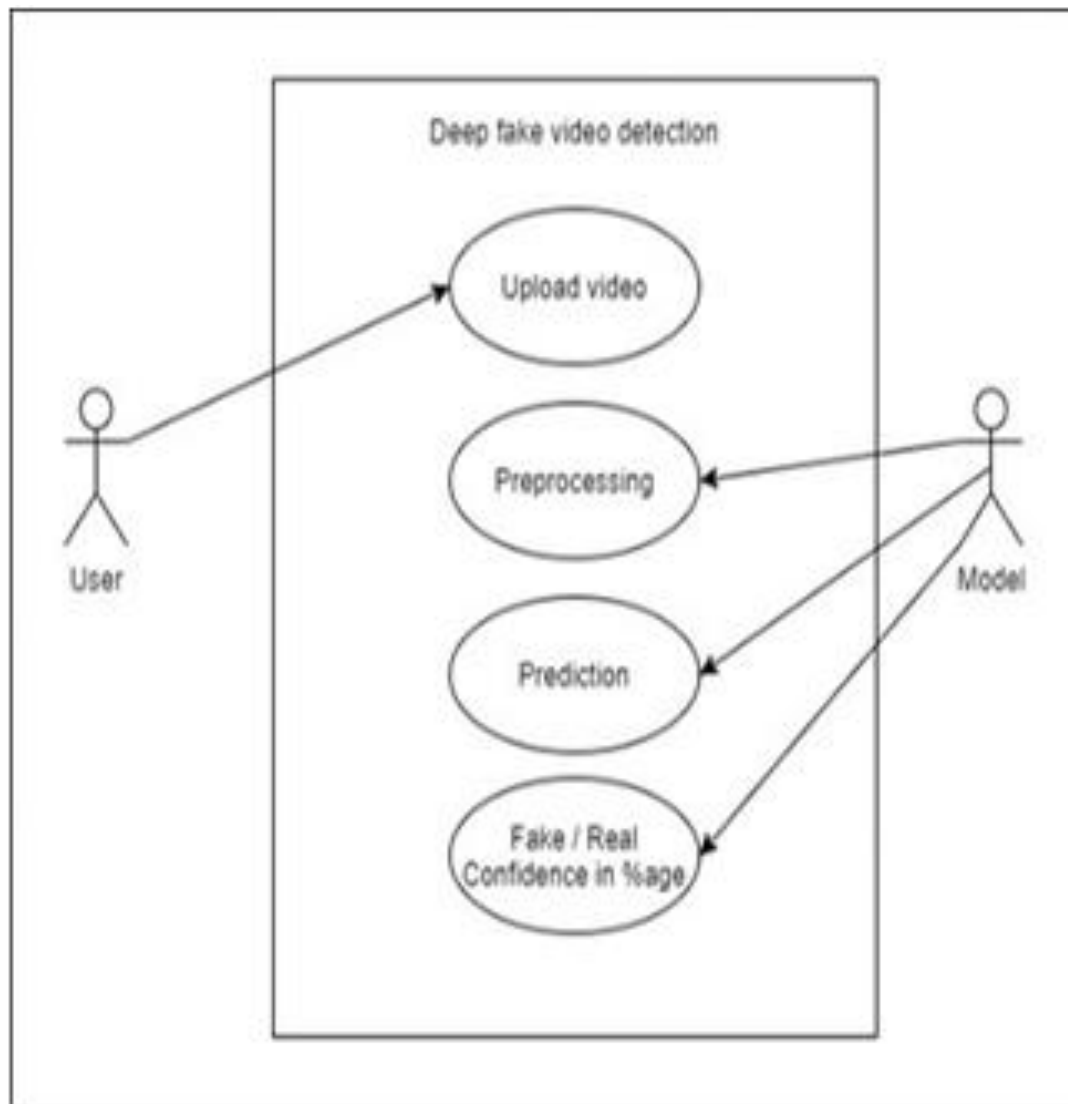 Deep fake video detection
Upload video
Preprocessing
User
Model
Prediction
Fake / Real
Confidence in %age